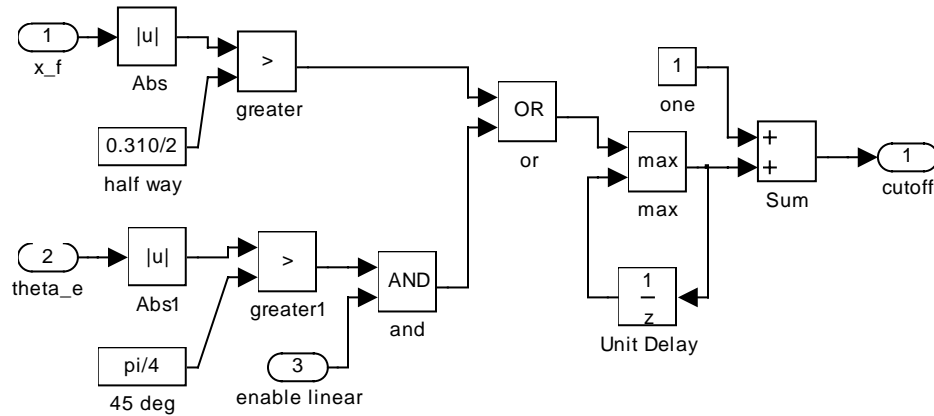 1
x_f
|u|
Abs
>
greater
0.310/2
half way
OR
or
1
one
max
max
+
+
Sum
1
cutoff
2
theta_e
|u|
Abs1
>
greater1
AND
and
pi/4
45 deg
3
enable linear
1
z
Unit Delay